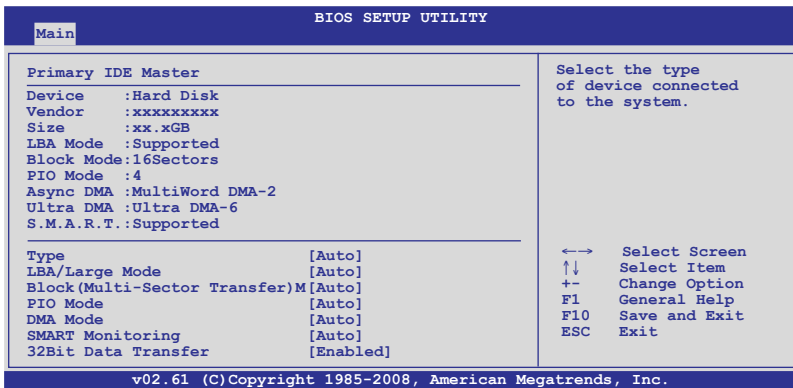 BIOS SETUP UTILITY
Main
Primary IDE Master
Device :Hard Disk
Vendor :xxxxxxxxx
Size :xx.xGB
LBA Mode :Supported
Block Mode:16Sectors
PIO Mode :4
Async DMA :MultiWord DMA-2
Ultra DMA :Ultra DMA-6
S.M.A.R.T.:Supported
Type [Auto]
LBA/Large Mode [Auto]
Block(Multi-Sector Transfer)M[Auto]
PIO Mode [Auto]
DMA Mode [Auto]
SMART Monitoring [Auto]
32Bit Data Transfer [Enabled]
Select the type
of device connected
to the system.
←→ Select Screen
↑↓ Select Item
+- Change Option
F1 General Help
F10 Save and Exit
ESC Exit
v02.61 (C)Copyright 1985-2008, American Megatrends, Inc.